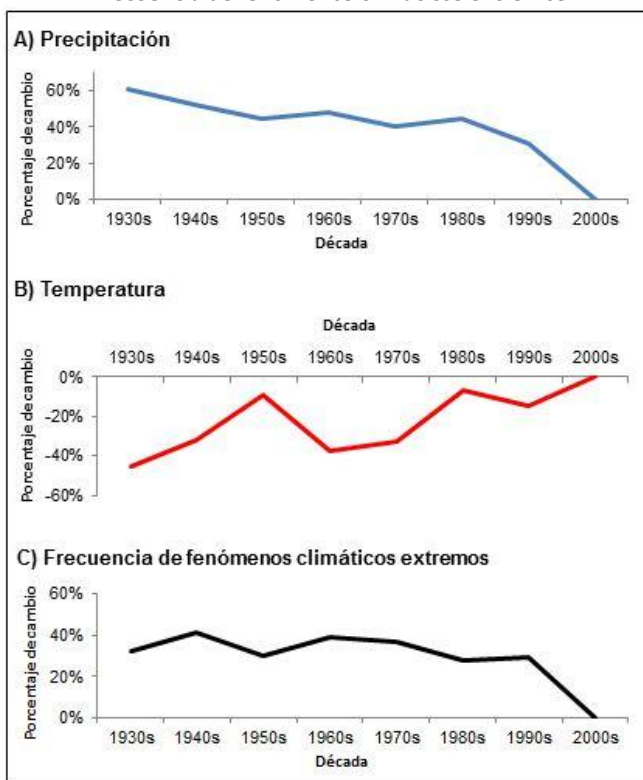 A) Precipitación
Porcentaje de cambio
60%
40%
20%
0%
1930s 1940s 1950s 1960s 1970s 1980s 1990s 2000s
Década
B) Temperatura
Década
1930s 1940s 1950s 1960s 1970s 1980s 1990s 2000s
Porcentaje de cambio
0%
-20%
-40%
-60%
C) Frecuencia de fenómenos climáticos extremos
Porcentaje de cambio
60%
40%
20%
0%
1930s 1940s 1950s 1960s 1970s 1980s 1990s 2000s
Década